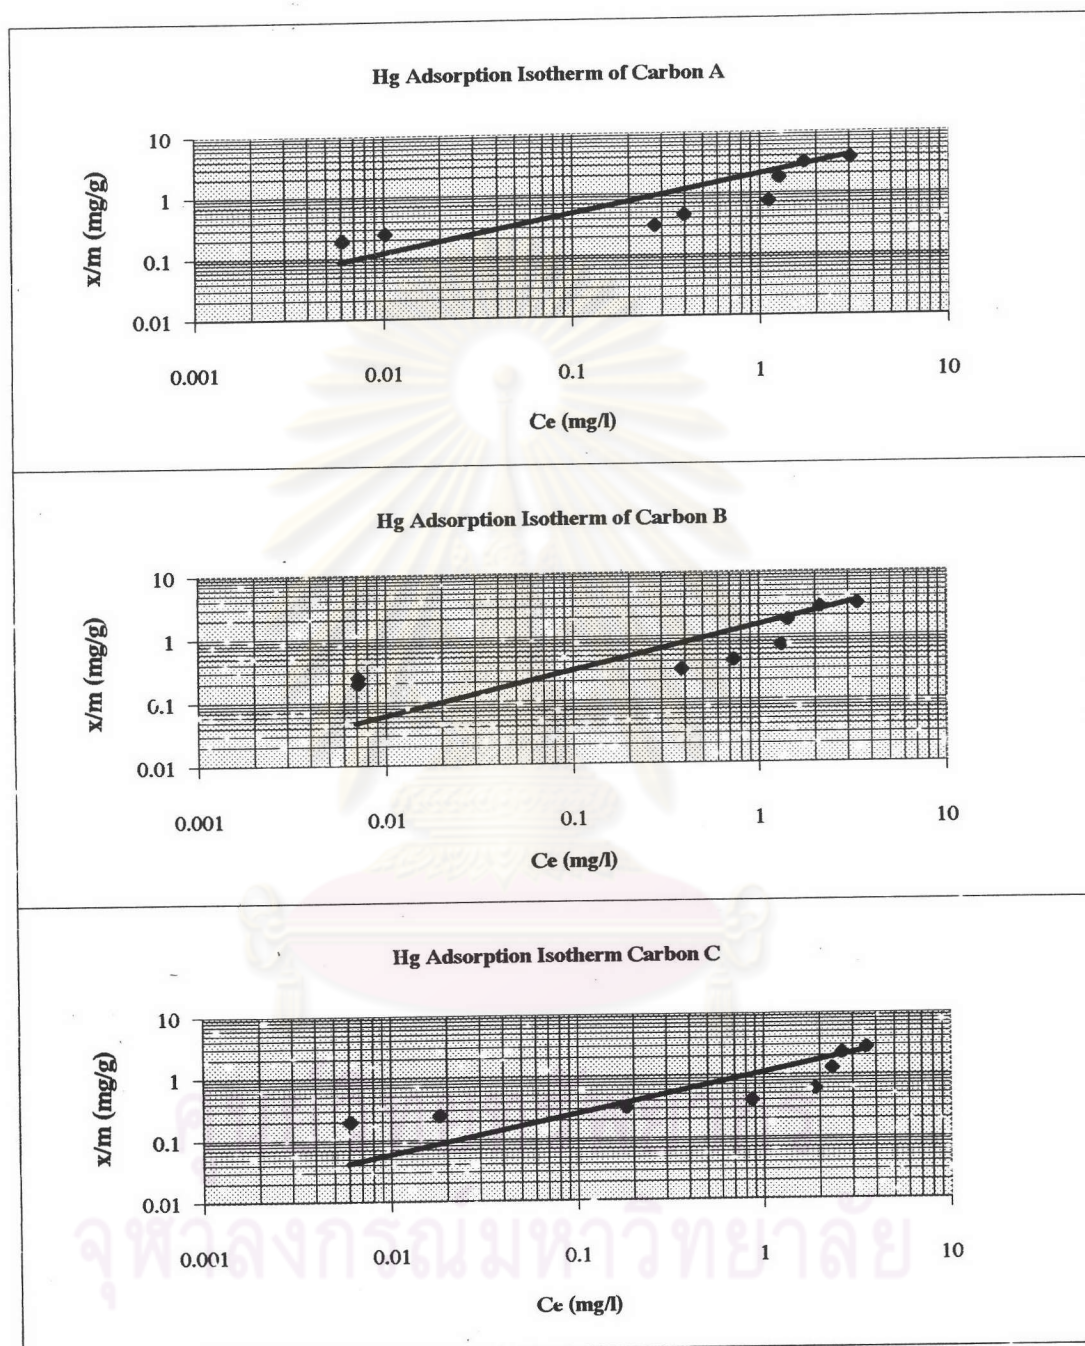 Hg Adsorption Isotherm of Carbon A
x/m (mg/g)
10
1
0.1
0.01
0.001 0.01 0.1 1 10
Ce (mg/l)
Hg Adsorption Isotherm of Carbon B
x/m (mg/g)
10
1
0.1
0.01
0.001 0.01 0.1 1 10
Ce (mg/l)
Hg Adsorption Isotherm Carbon C
x/m (mg/g)
10
1
0.1
0.01
0.001 0.01 0.1 1 10
Ce (mg/l)
จุฬาลงกรณ์มหาวิทยาลัย